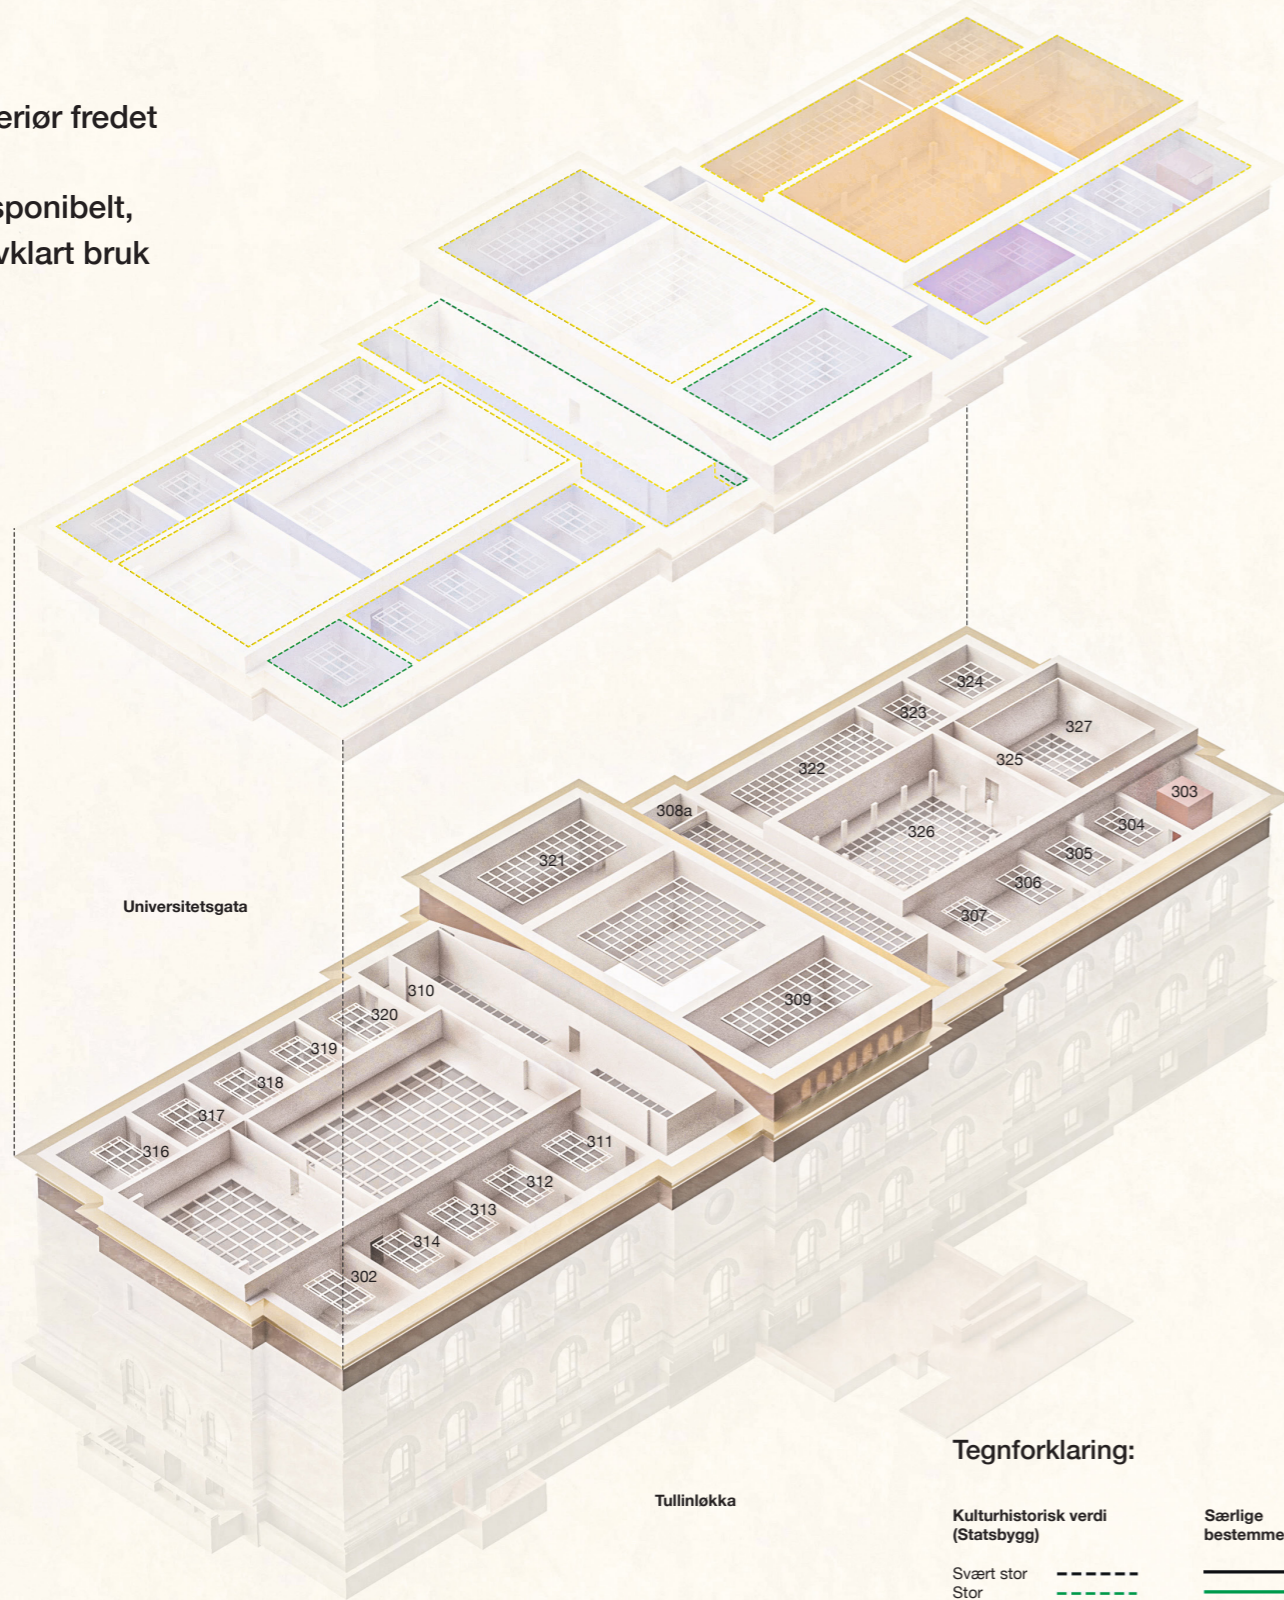 eriør fredet
sponibelt,
vklart bruk
324
323
327
322
325
303
308a
304
326
305
321
306
307
Universitetsgata
309
310
320
319
318
317
311
316
312
313
314
302
Tegnforklaring:
Tullinløkka
Kulturhistorisk verdi
(Statsbygg)
Særlige
bestemme
Svært stor
Stor